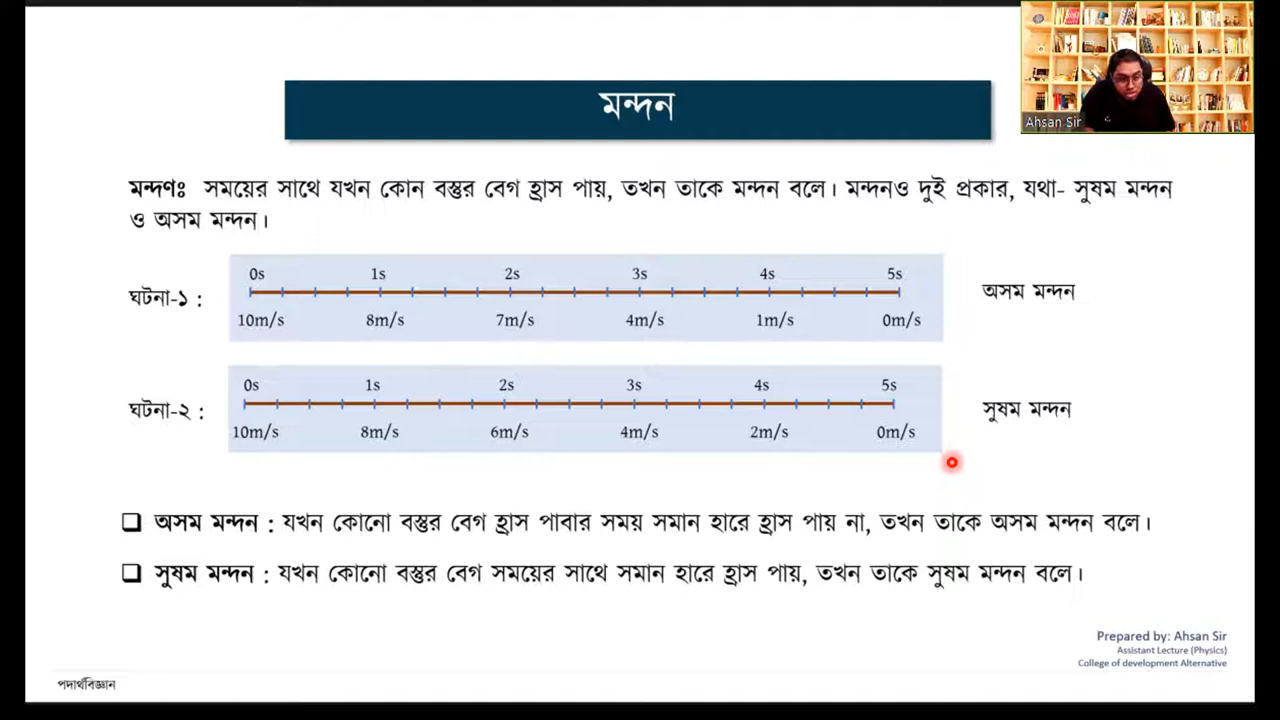 Ahsan Sir
মন্দন
মন্দণঃ সময়ের সাথে যখন কোন বস্তুর বেগ হ্রাস পায়, তখন তাকে মন্দন বলে। মন্দনও দুই প্রকার, যথা- সুষম মন্দন
ও অসম মন্দন।
0s 1s 2s 3s 4s 5s
ঘটনা-১ : অসম মন্দন
10m/s 8m/s 7m/s 4m/s 1m/s 0m/s
0s 1s 2s 3s 4s 5s
ঘটনা-২ : সুষম মন্দন
10m/s 8m/s 6m/s 4m/s 2m/s 0m/s
অসম মন্দন : যখন কোনো বস্তুর বেগ হ্রাস পাবার সময় সমান হারে হ্রাস পায় না, তখন তাকে অসম মন্দন বলে।
সুষম মন্দন : যখন কোনো বস্তুর বেগ সময়ের সাথে সমান হারে হ্রাস পায়, তখন তাকে সুষম মন্দন বলে।
Prepared by: Ahsan Sir
Assistant Lecture (Physics)
College of development Alternative
পদার্থবিজ্ঞান